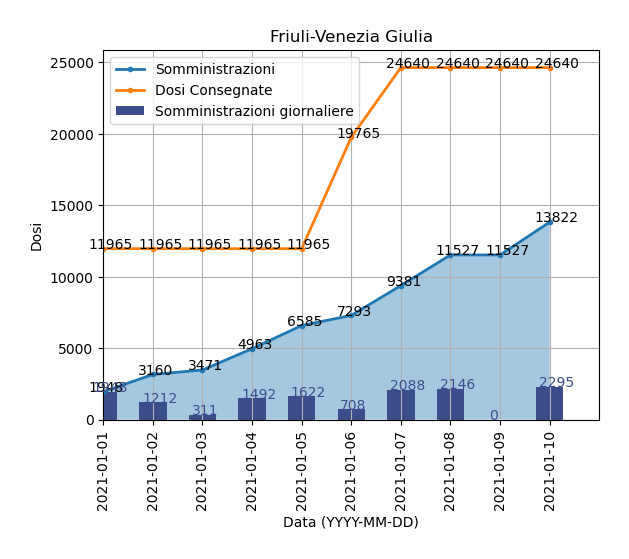 Friuli-Venezia Giulia
Somministrazioni
Dosi Consegnate
Somministrazioni giornaliere
25000
20000
15000
10000
5000
0
Dosi
11965 11965 11965 11965 11965 19765 24640 24640 24640 24640
1948 3160 3471 4963 6585 7293 9381 11527 11527 13822
1948 1212 311 1492 1622 708 2088 2146 0 2295
2021-01-01 2021-01-02 2021-01-03 2021-01-04 2021-01-05 2021-01-06 2021-01-07 2021-01-08 2021-01-09 2021-01-10
Data (YYYY-MM-DD)